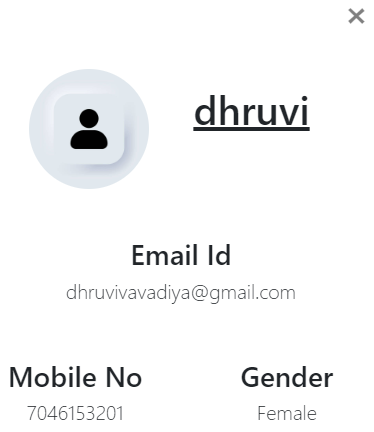 dhruvi
Email Id
dhruvivavadiya@gmail.com
Mobile No
7046153201
Gender
Female